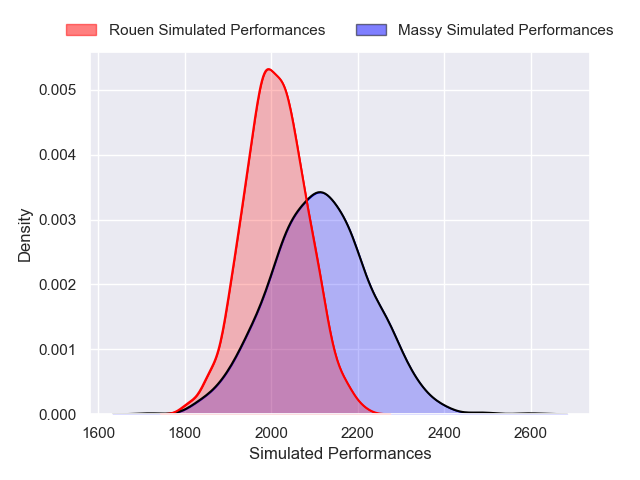 Rouen Simulated Performances Massy Simulated Performances
0.005
0.004
0.003
0.002
0.001
0.000
Density
1600 1800 2000 2200 2400 2600
Simulated Performances